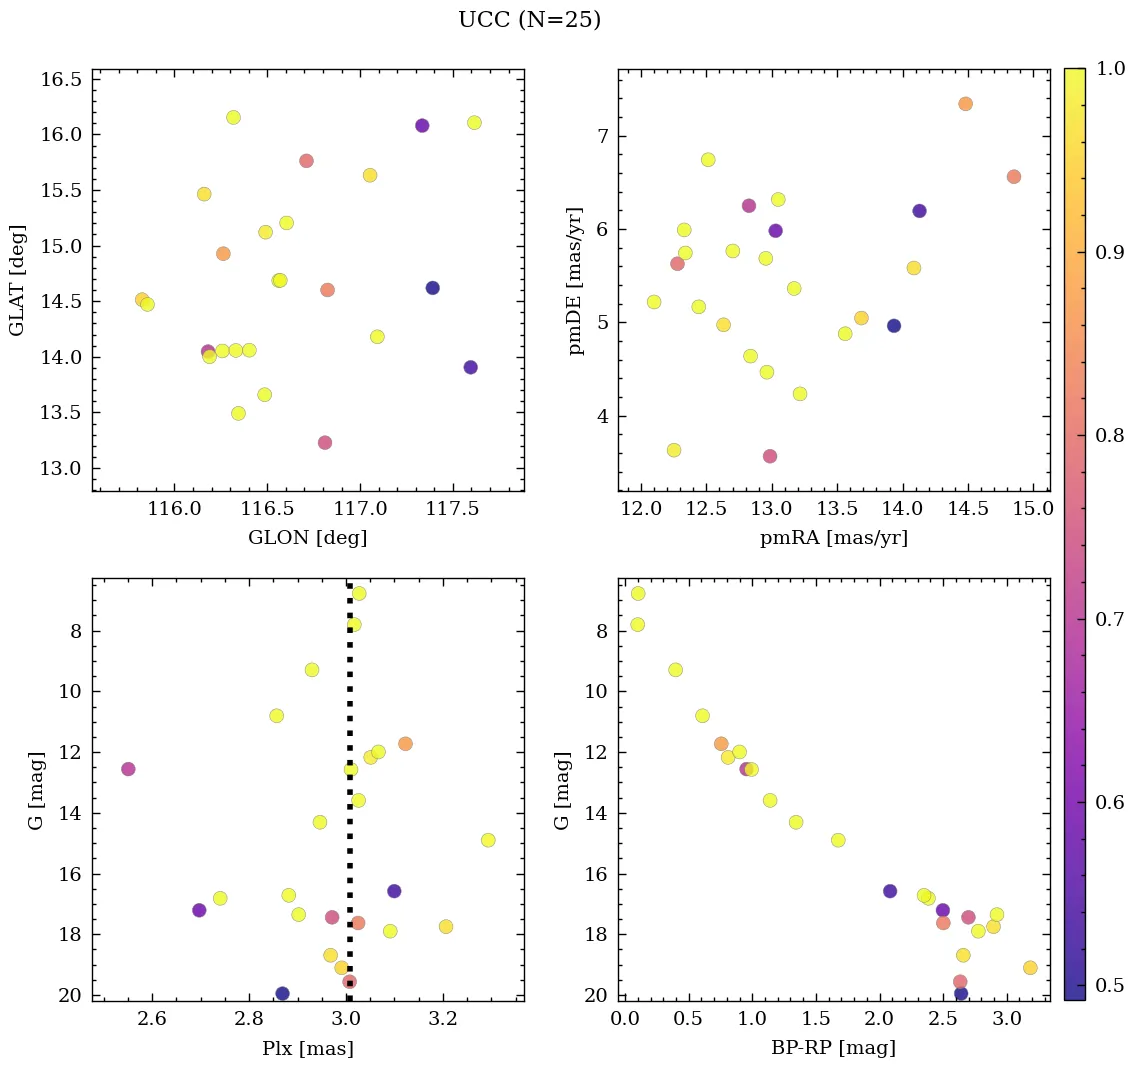 UCC (N=25)
16.5
16.0
15.5
15.0
14.5
14.0
13.5
13.0
GLAT [deg]
116.0 116.5 117.0 117.5
GLON [deg]
7
6
5
4
pmDE [mas/yr]
12.0 12.5 13.0 13.5 14.0 14.5 15.0
pmRA [mas/yr]
8
10
12
14
16
18
20
G [mag]
2.6 2.8 3.0 3.2
Plx [mas]
8
10
12
14
16
18
20
G [mag]
0.0 0.5 1.0 1.5 2.0 2.5 3.0
BP-RP [mag]
1.0
0.9
0.8
0.7
0.6
0.5